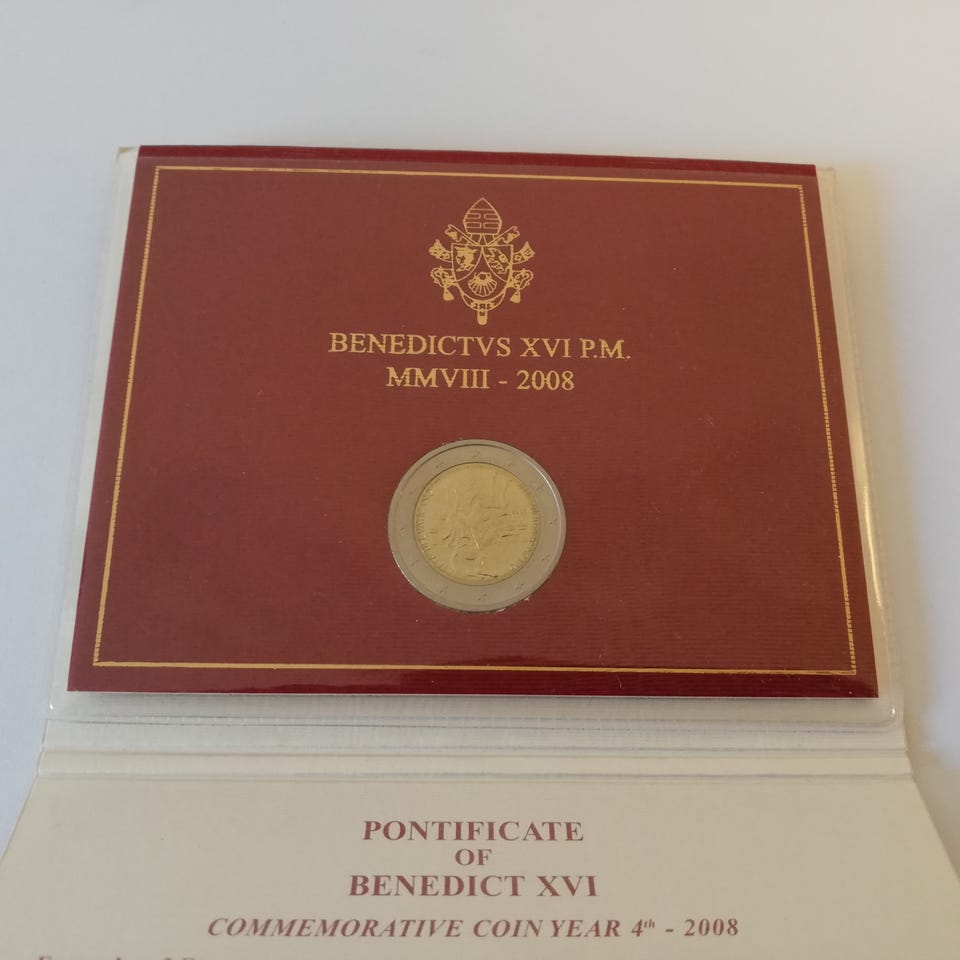 BENEDICTVS XVI P.M.
MMVIII - 2008
PONTIFICATE
OF
BENEDICT XVI
COMMEMORATIVE COIN YEAR 4th - 2008